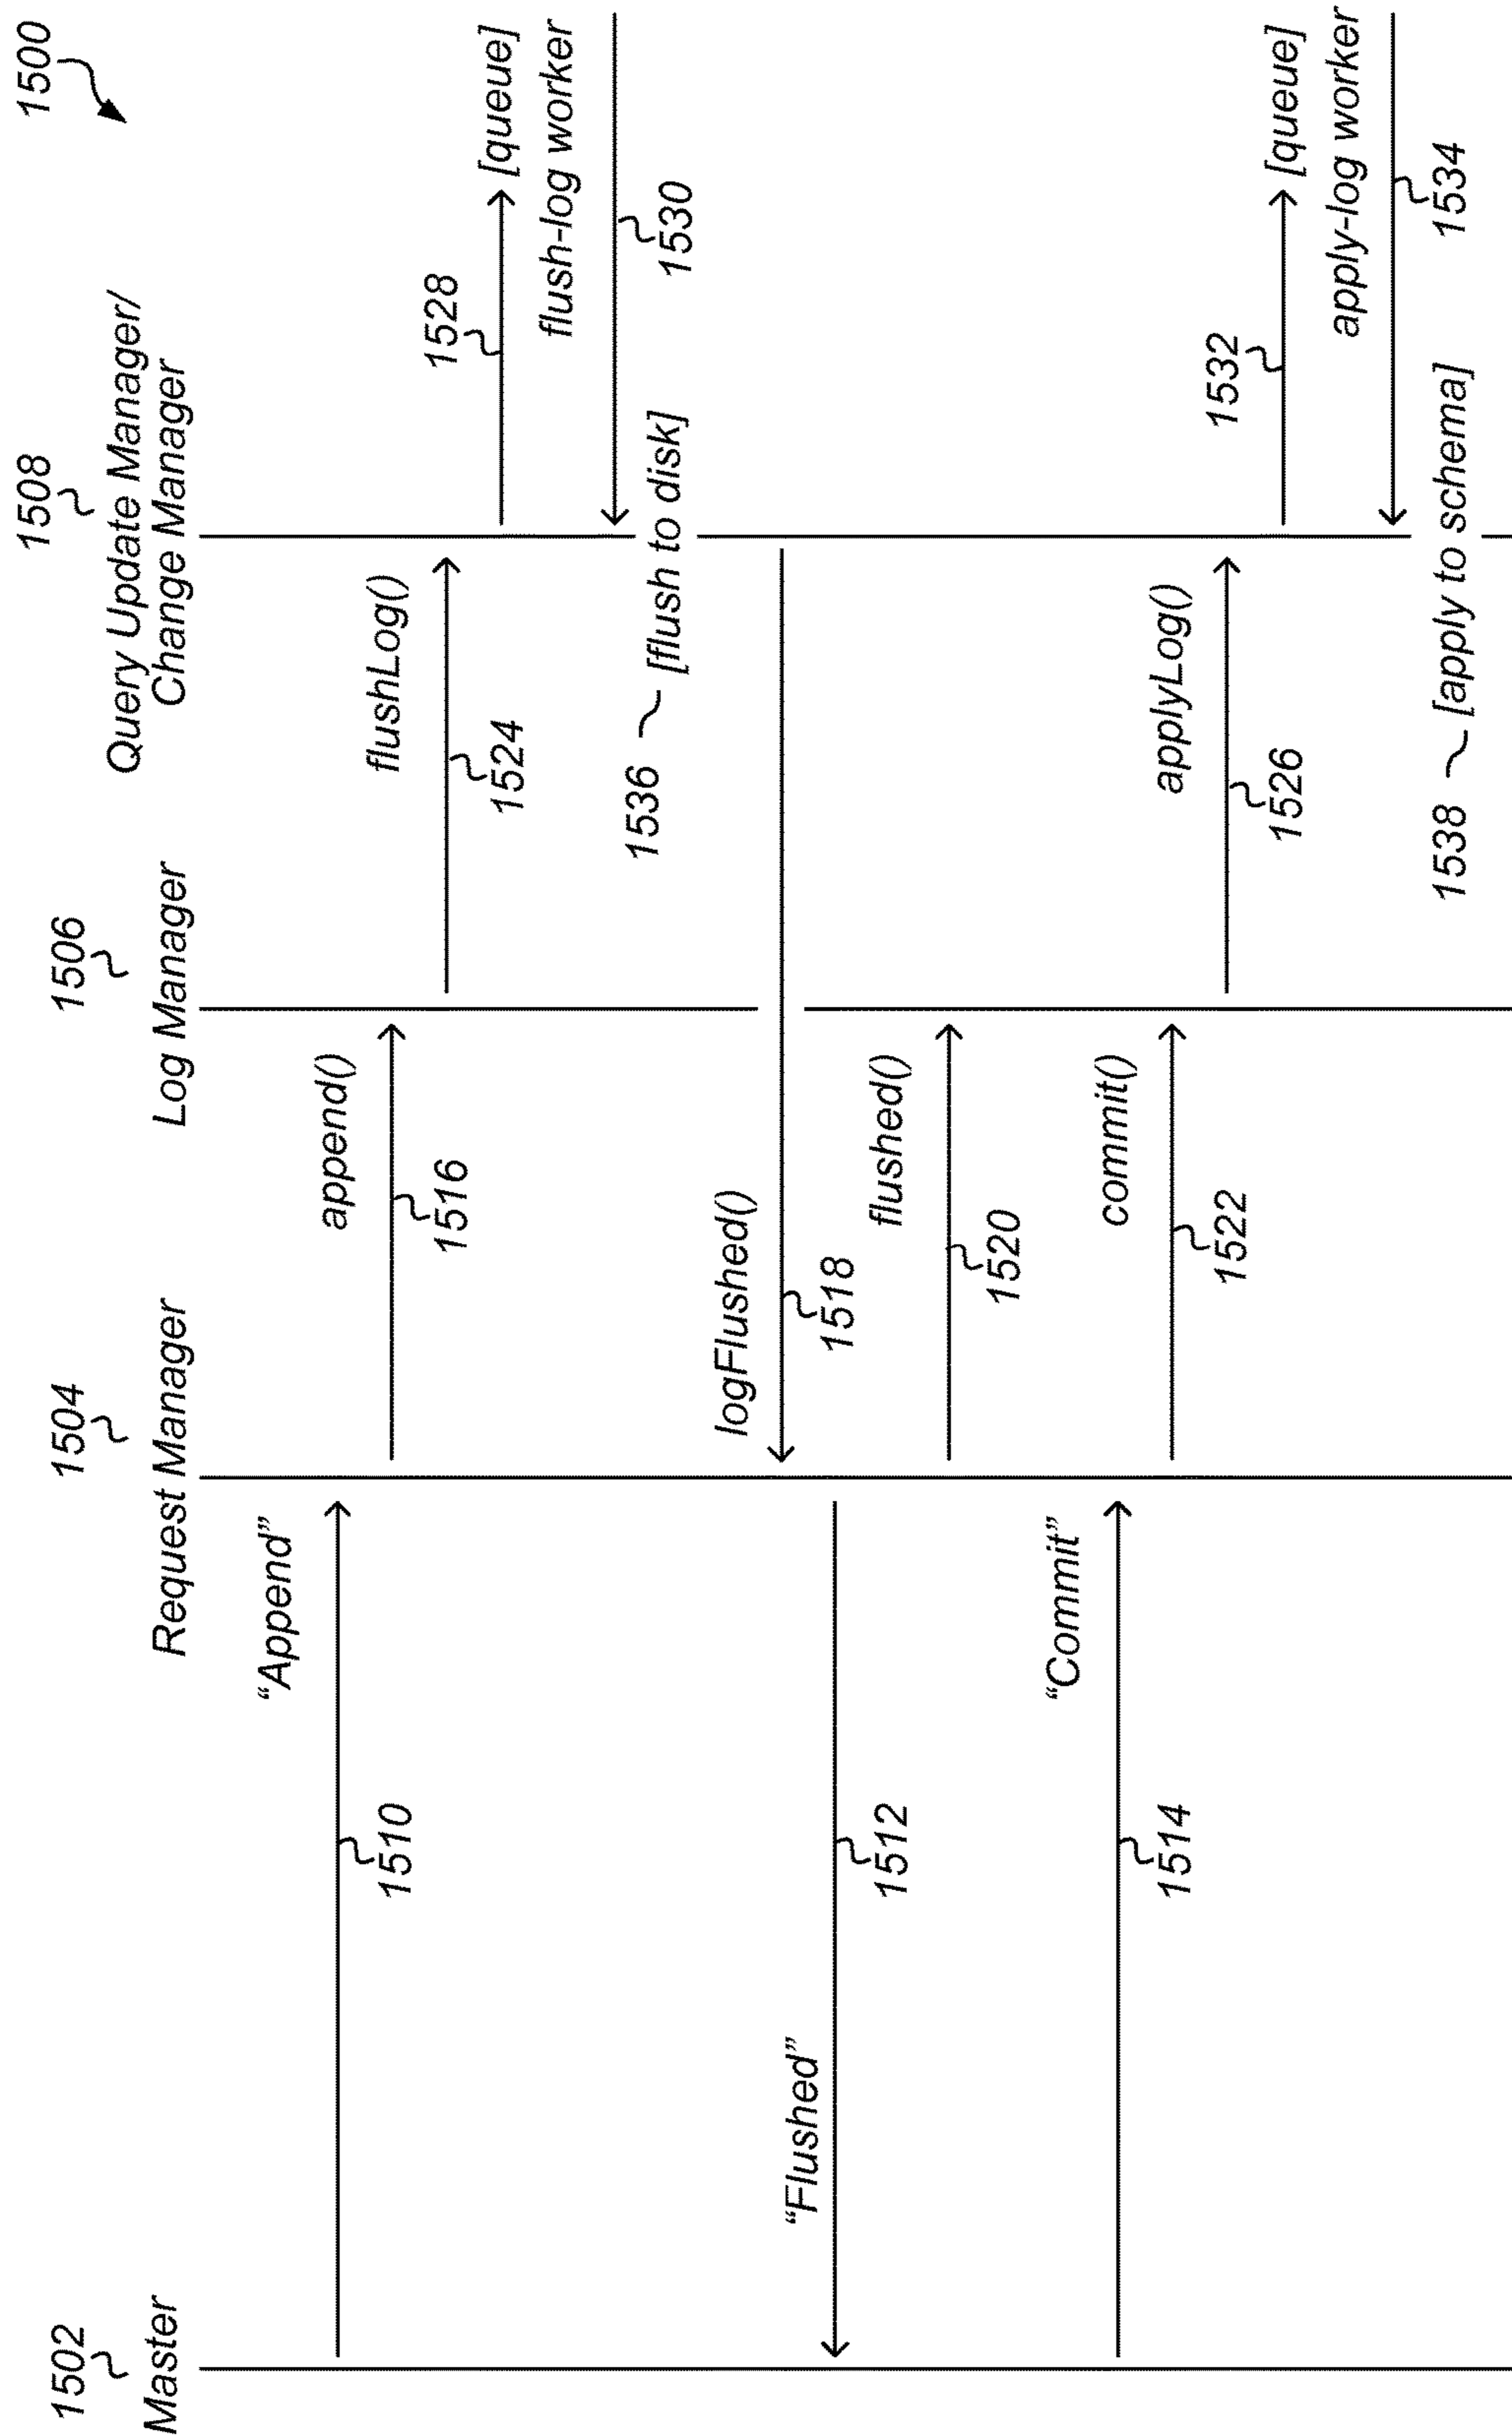 1500
1502
Master
1504
Request Manager
1506
Log Manager
1508
Query Update Manager/
Change Manager
“Append”
1510
append()
1516
flushLog()
1524
1528
[queue]
flush-log worker
1530
1536
[flush to disk]
logFlushed()
1518
“Flushed”
1512
flushed()
1520
“Commit”
1514
commit()
1522
applyLog()
1526
1532
[queue]
apply-log worker
1534
1538
[apply to schema]